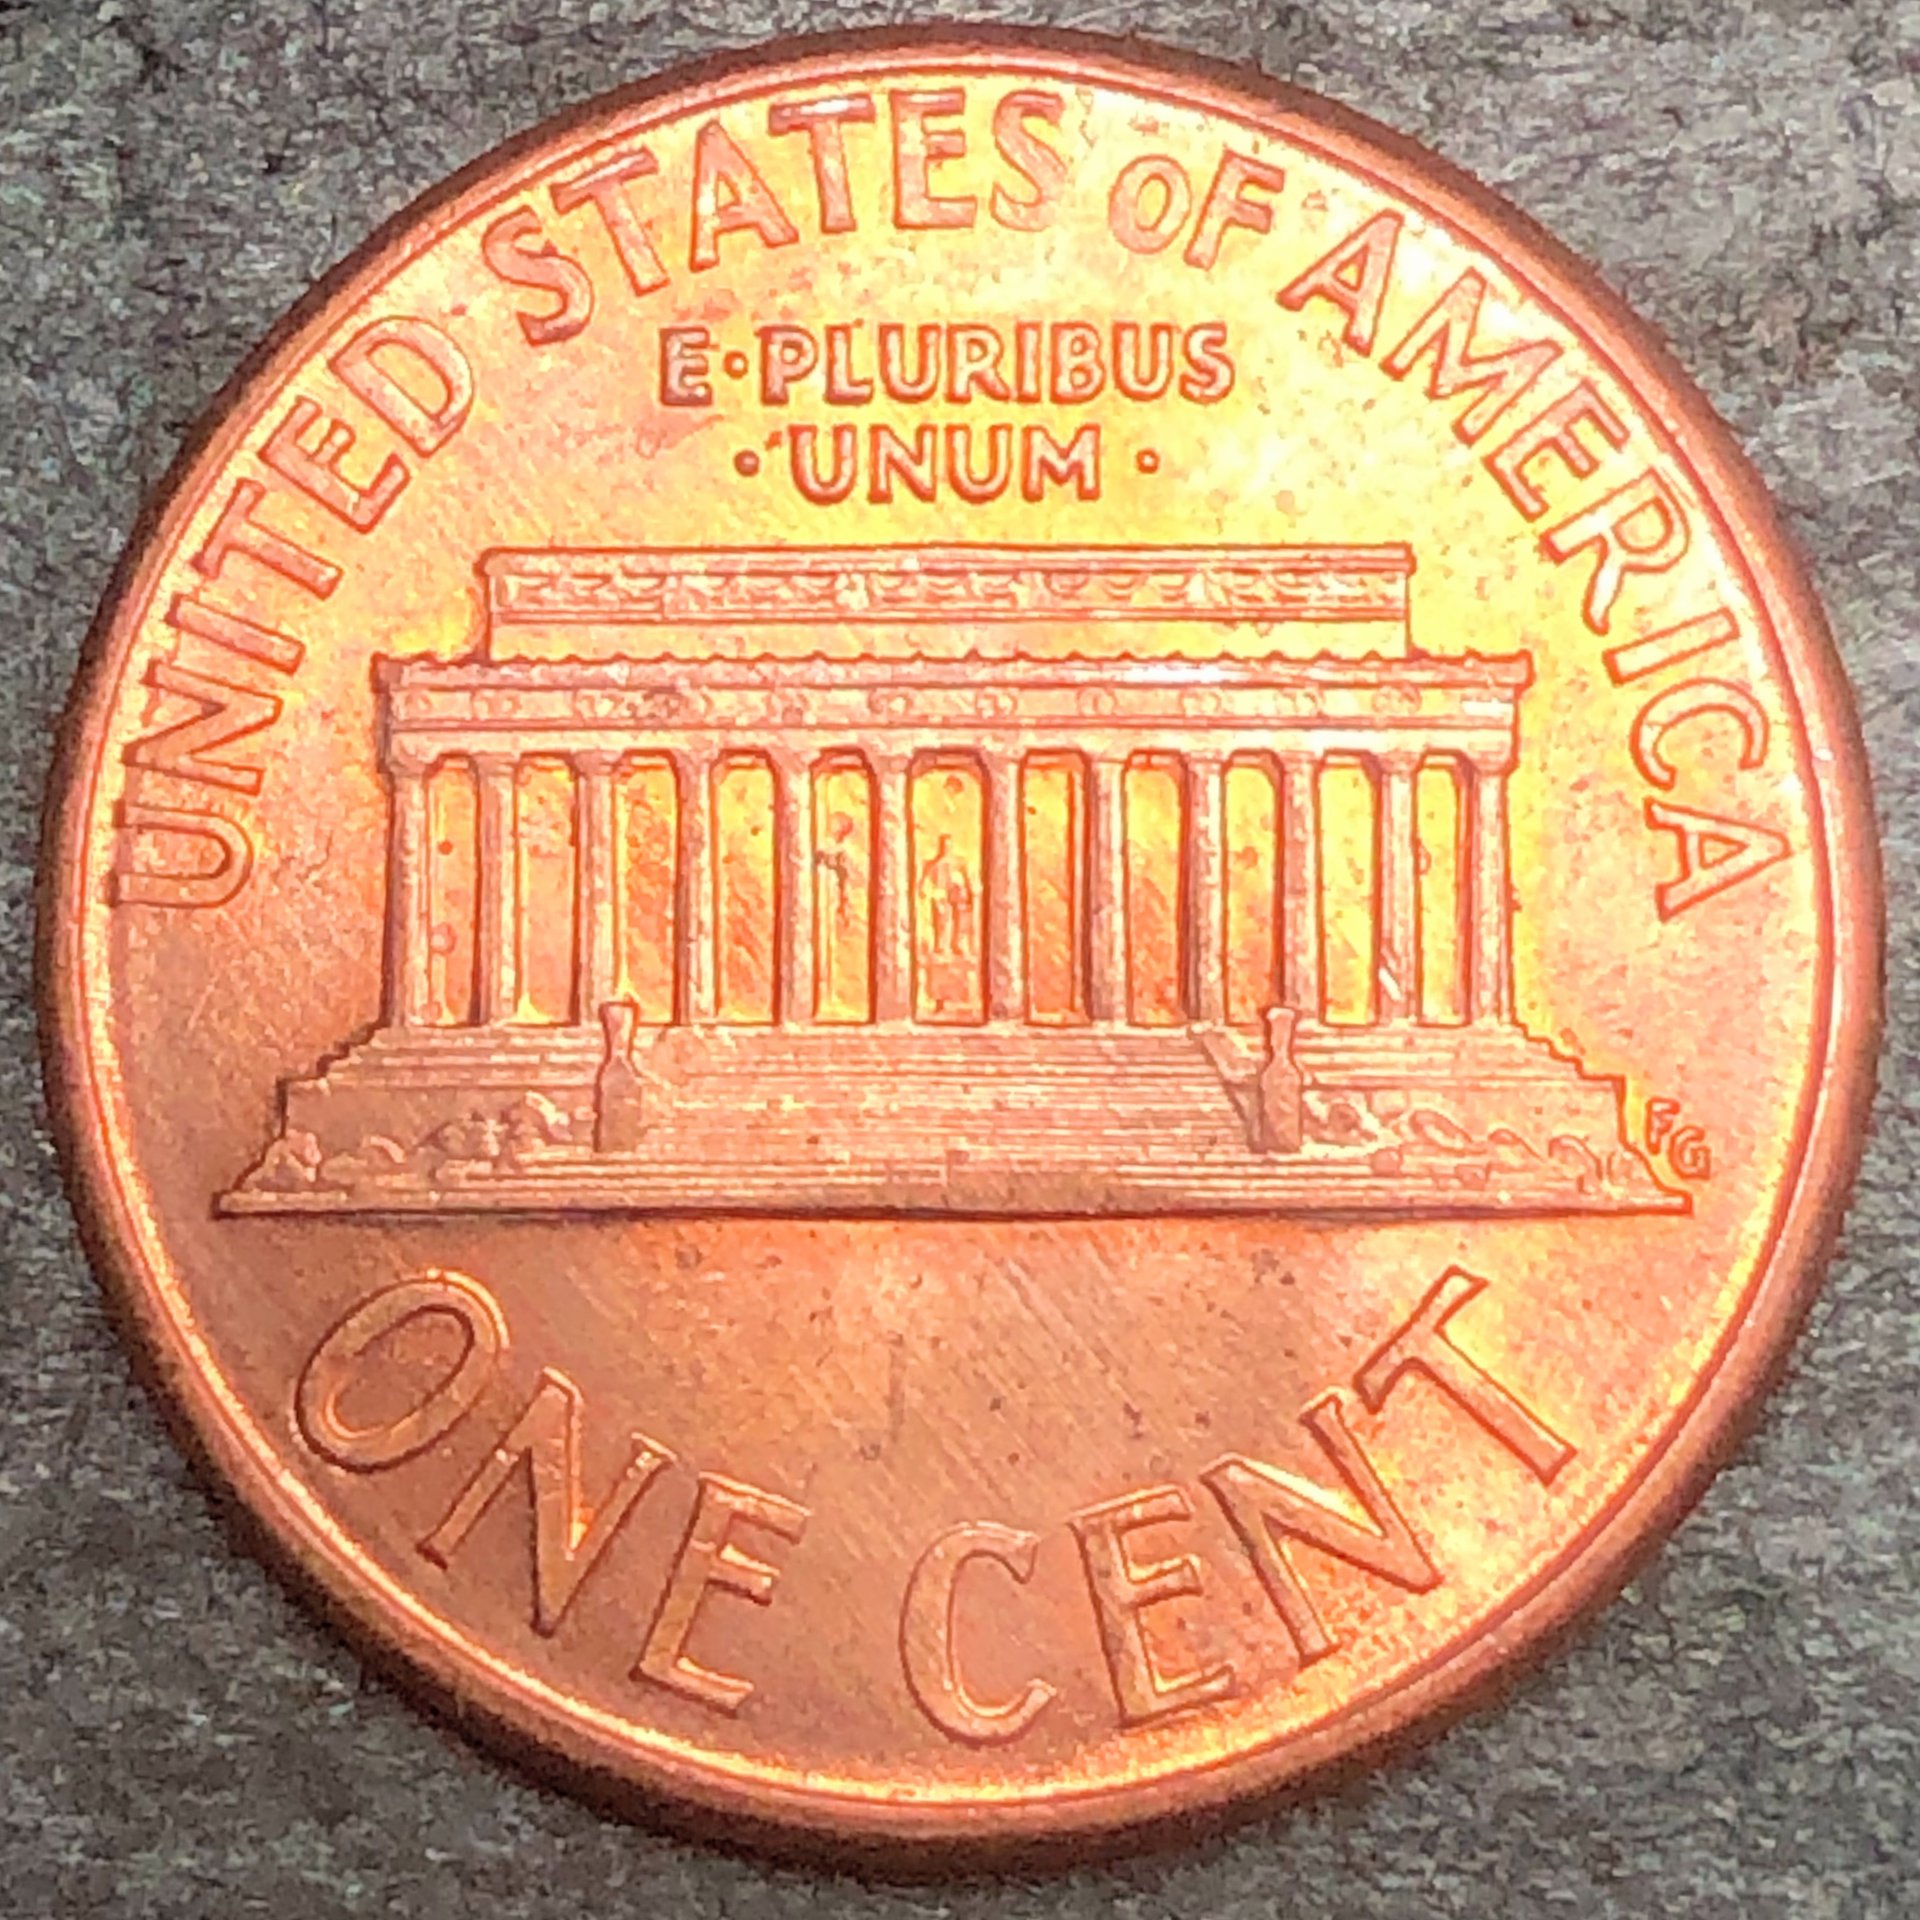 UNITED STATES OF AMERICA
E·PLURIBUS
·UNUM·
FG
ONE CENT